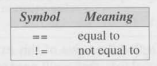 Symbol Meaning
== equal to
!= not equal to